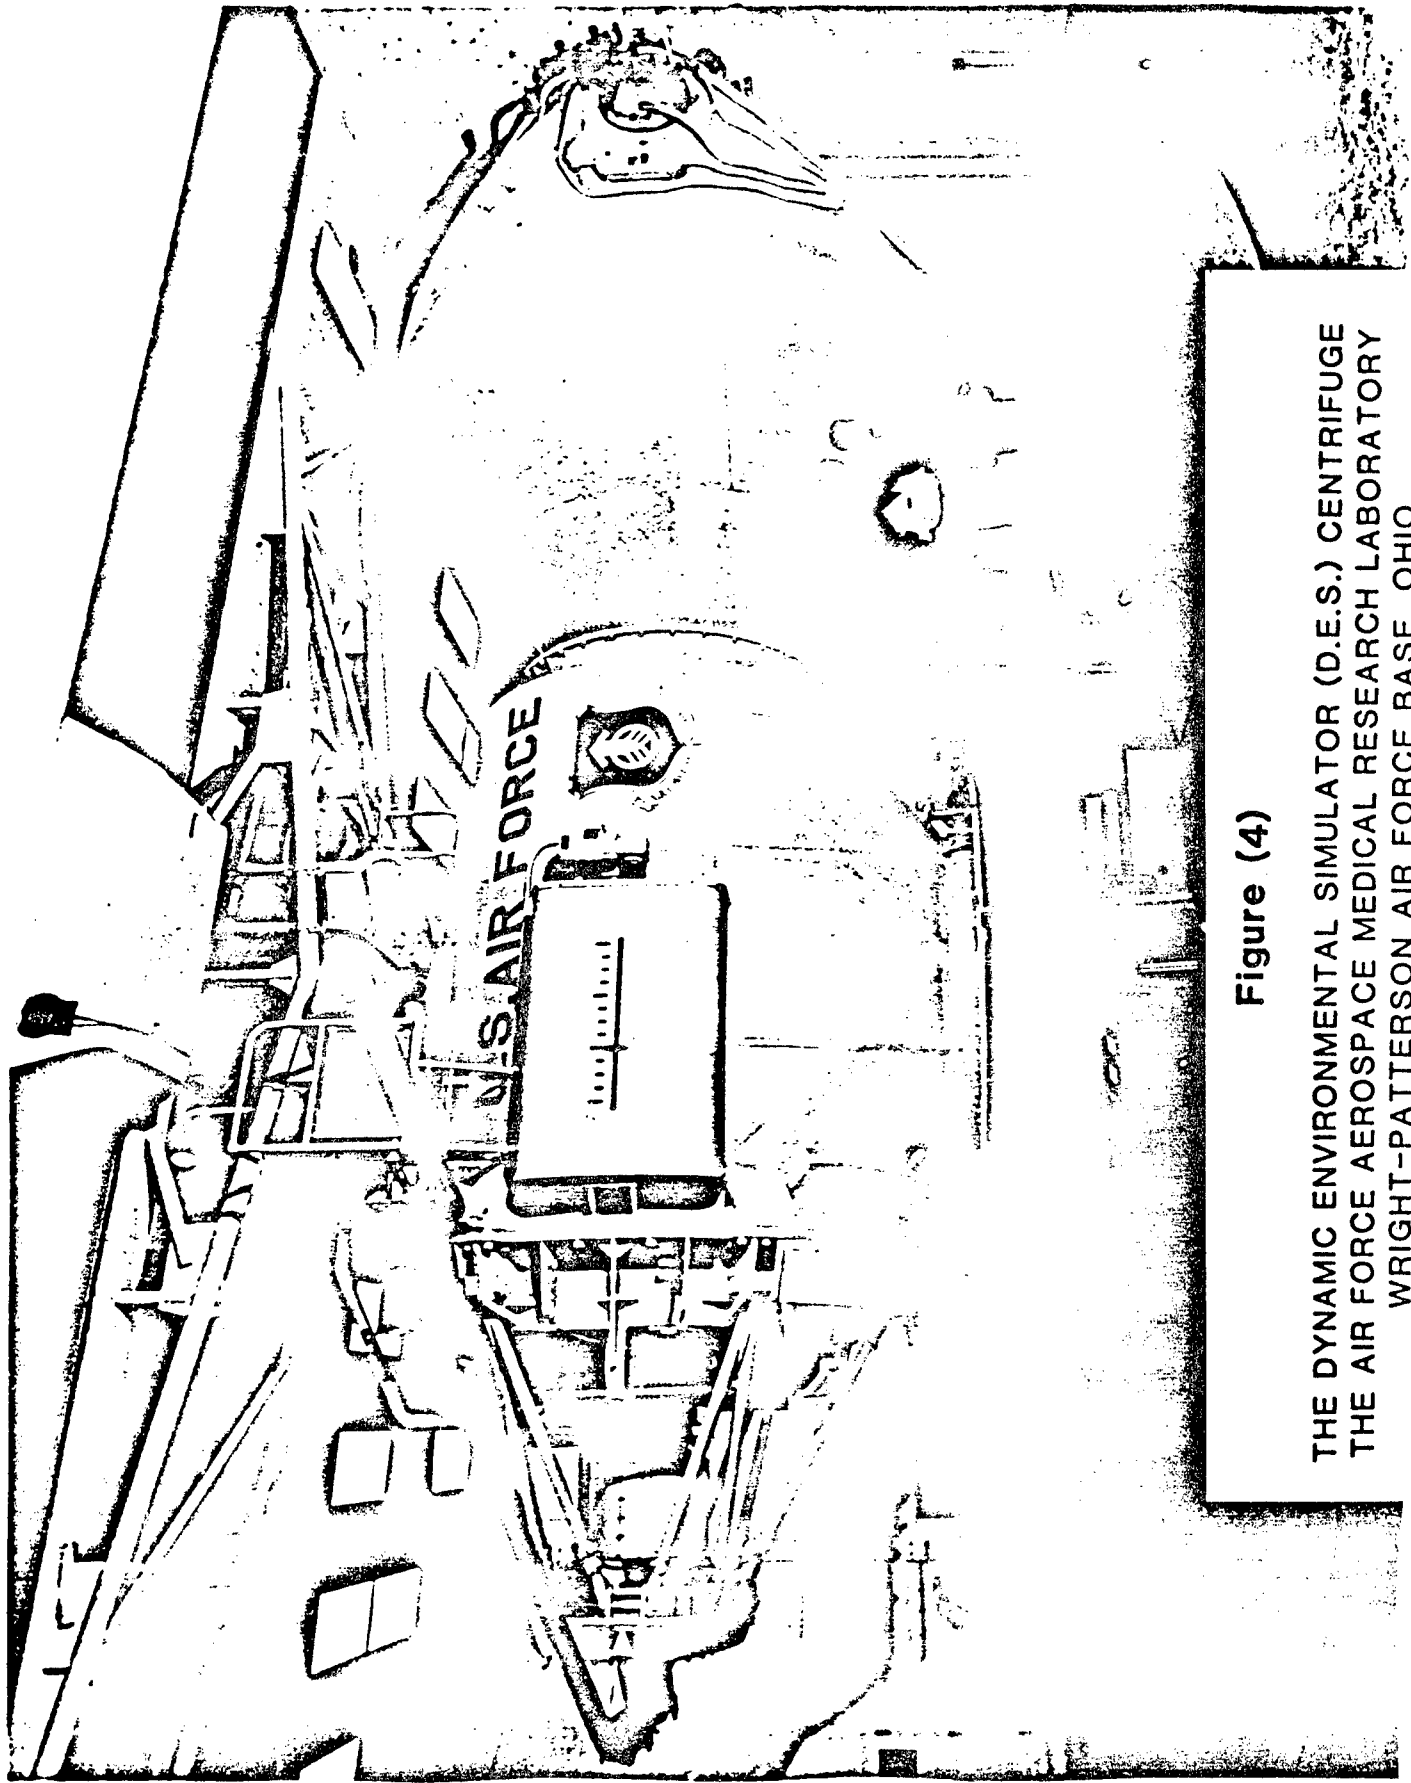 U.S. AIR FORCE
Figure (4)
THE DYNAMIC ENVIRONMENTAL SIMULATOR (D.E.S.) CENTRIFUGE
THE AIR FORCE AEROSPACE MEDICAL RESEARCH LABORATORY
WRIGHT-PATTERSON AIR FORCE BASE, OHIO